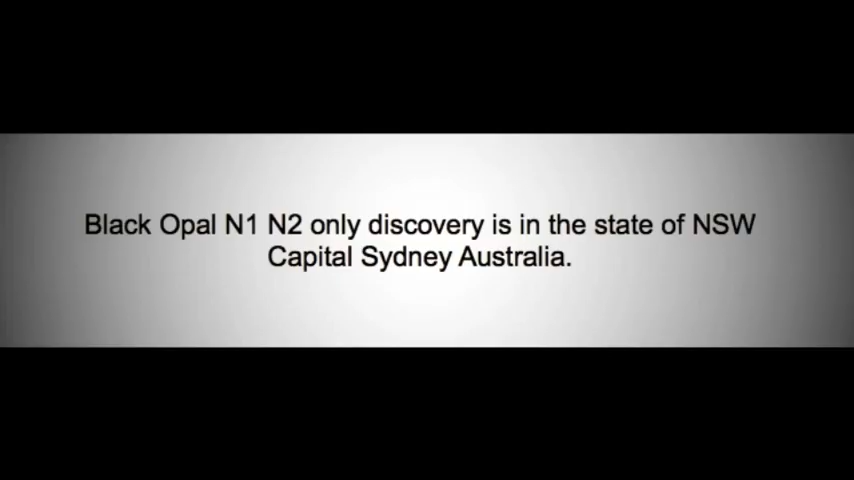 Black Opal N1 N2 only discovery is in the state of NSW
Capital Sydney Australia.